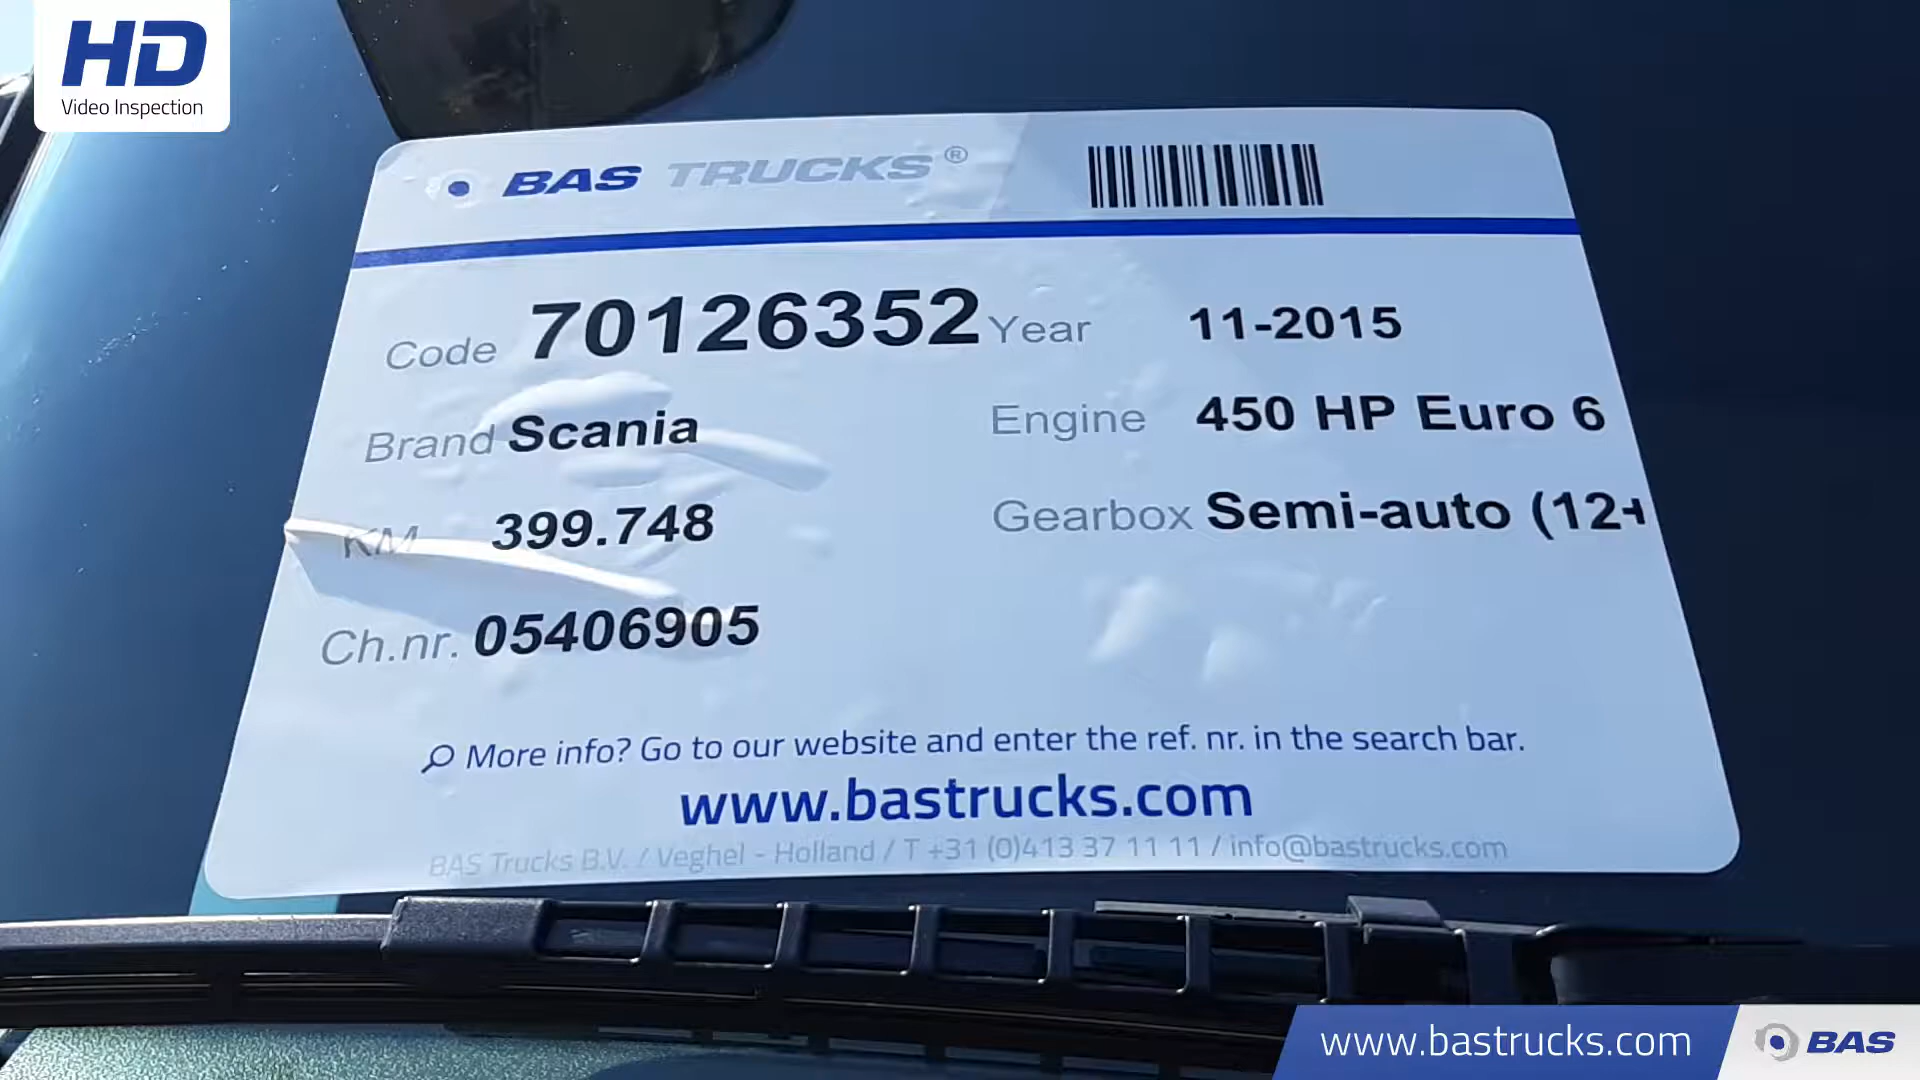 HD
Video Inspection
BAS TRUCKS®
Code 70126352 Year 11-2015
Brand Scania Engine 450 HP Euro 6
KM 399.748 Gearbox Semi-auto (12+
Ch.nr. 05406905
More info? Go to our website and enter the ref. nr. in the search bar.
www.bastrucks.com
BAS Trucks B.V. / Veghel - Holland / T +31 (0)413 37 11 11 / info@bastrucks.com
www.bastrucks.com BAS